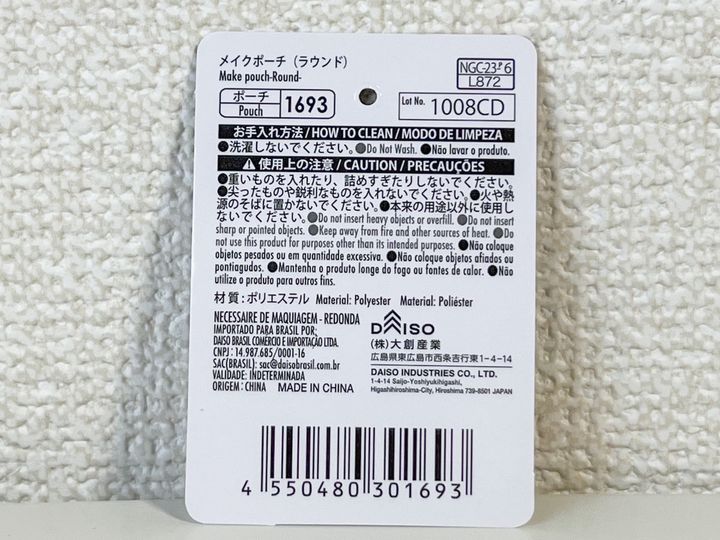 メイクポーチ（ラウンド）
Make pouch-Round-
NGC-23-P 6
L872
ポーチ
Pouch
1693
Lot No. 1008CD
お手入れ方法 / HOW TO CLEAN / MODO DE LIMPEZA
●洗濯しないでください。●Do Not Wash. ●Não lavar o produto.
使用上の注意 / CAUTION / PRECAUÇÕES
●重いものを入れたり、詰めすぎたりしないでください。
●尖ったものや鋭利なものを入れないでください。●火や熱
源のそばに置かないでください。●本来の用途以外に使用し
ないでください。●Do not insert heavy objects or overfill. ●Do not insert
sharp or pointed objects. ●Keep away from fire and other sources of heat. ●Do
not use this product for purposes other than its intended purposes. ●Não coloque
objetos pesados ou em quantidade excessiva. ●Não coloque objetos afiados ou
pontiagudos. ●Mantenha o produto longe do fogo ou fontes de calor. ●Não
utilize o produto para outros fins.
材質：ポリエステル Material: Polyester Material: Poliéster
NECESSAIRE DE MAQUIAGEM - REDONDA
IMPORTADO PARA BRASIL POR:
DAISO BRASIL COMERCIO E IMPORTAÇÃO LTDA.
CNPJ : 14.987.685/0001-16
SAC(BRASIL): sac@daisobrasil.com.br
VALIDADE: INDETERMINADA
ORIGEM: CHINA MADE IN CHINA
DAISO
(株)大創産業
広島県東広島市西条吉行東1-4-14
DAISO INDUSTRIES CO., LTD.
1-4-14 Saijo-Yoshiyukihigashi,
Higashihiroshima-City, Hiroshima 739-8501 JAPAN
4 550480 301693